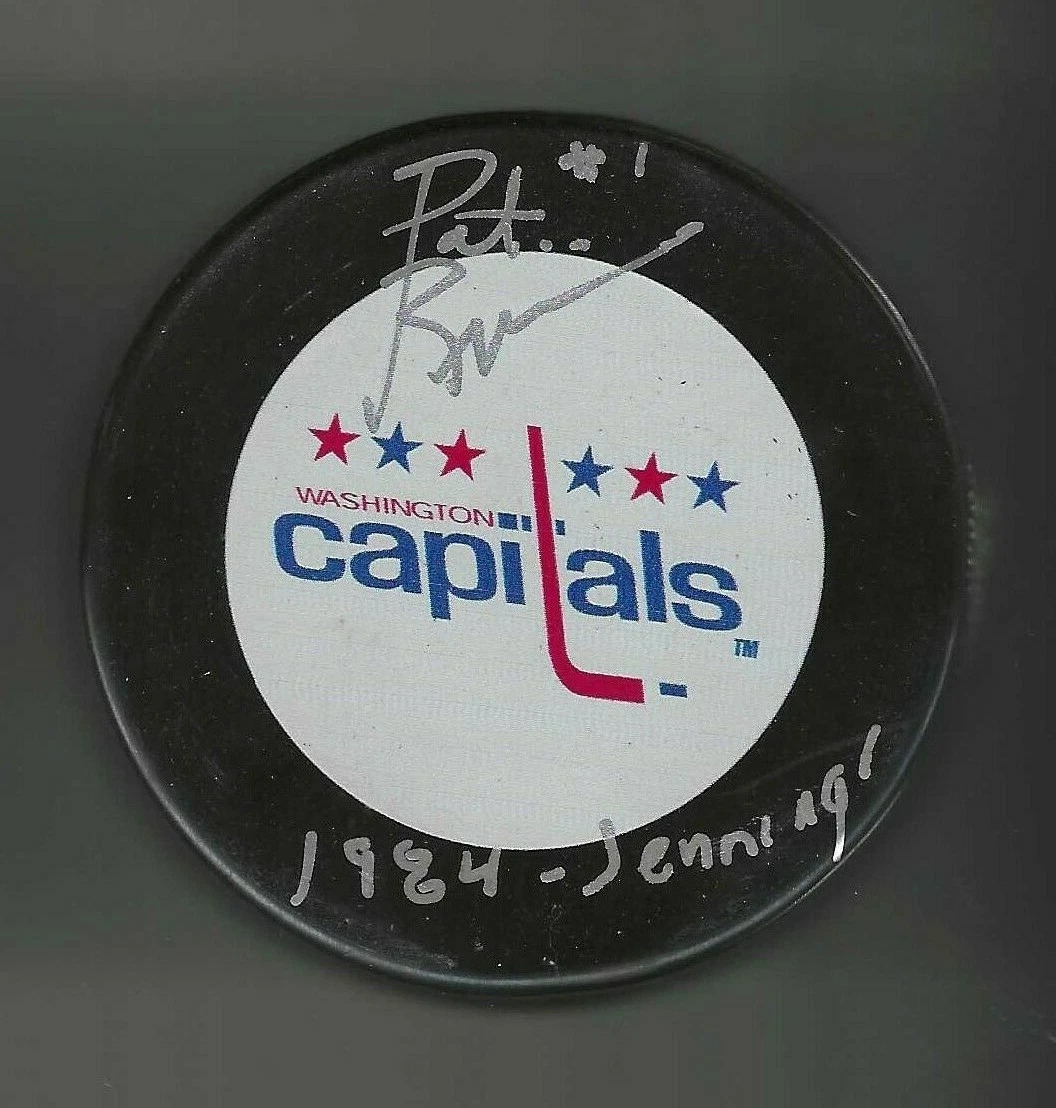 #1
Pat..
WASHINGTON
capitals
TM
1984 - Jennings